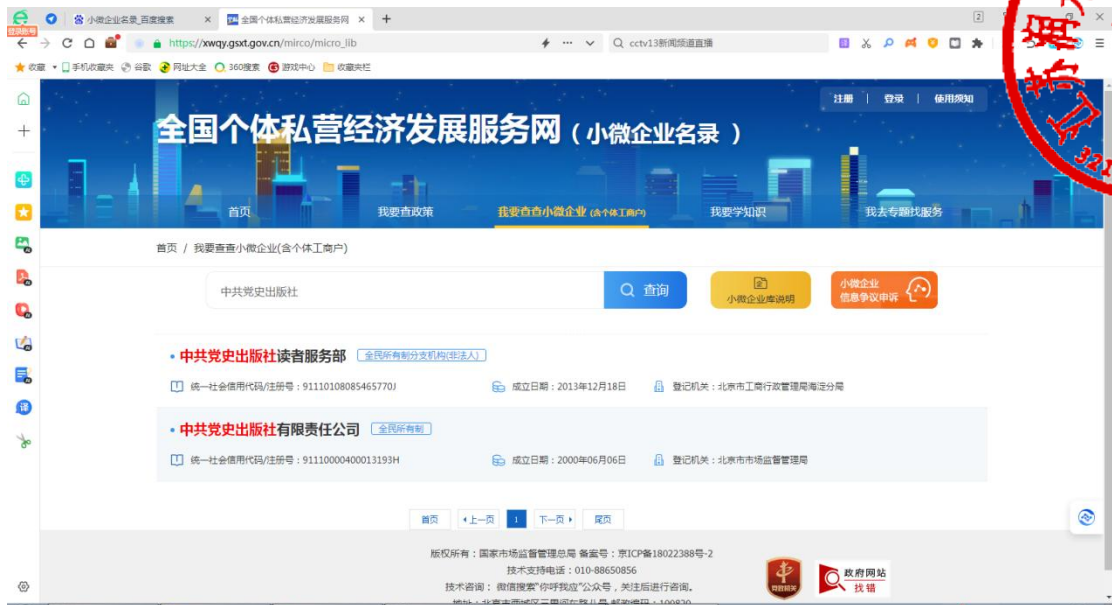 登录账号
小微企业名录_百度搜索
全国个体私营经济发展服务网
2
https://xwqy.gsxt.gov.cn/mirco/micro_lib
cctv13新闻频道直播
收藏
手机收藏夹
谷歌
网址大全
360搜索
游戏中心
收藏夹栏
注册 | 登录 | 使用须知
全国个体私营经济发展服务网（小微企业名录）
首页
我要查政策
我要查查小微企业 (含个体工商户)
我要学知识
我去专题找服务
首页 / 我要查查小微企业(含个体工商户)
中共党史出版社
查询
小微企业库说明
小微企业
信息争议申诉
中共党史出版社读者服务部 全民所有制分支机构(非法人)
统一社会信用代码/注册号：91110108085465770J
成立日期：2013年12月18日
登记机关：北京市工商行政管理局海淀分局
中共党史出版社有限责任公司 全民所有制
统一社会信用代码/注册号：91110000400013193H
成立日期：2000年06月06日
登记机关：北京市市场监督管理局
首页
上一页
1
下一页
尾页
版权所有：国家市场监督管理总局 备案号：京ICP备18022388号-2
技术支持电话：010-88650856
技术咨询： 微信搜索"你呼我应"公众号，关注后进行咨询。
党政机关
政府网站
找错